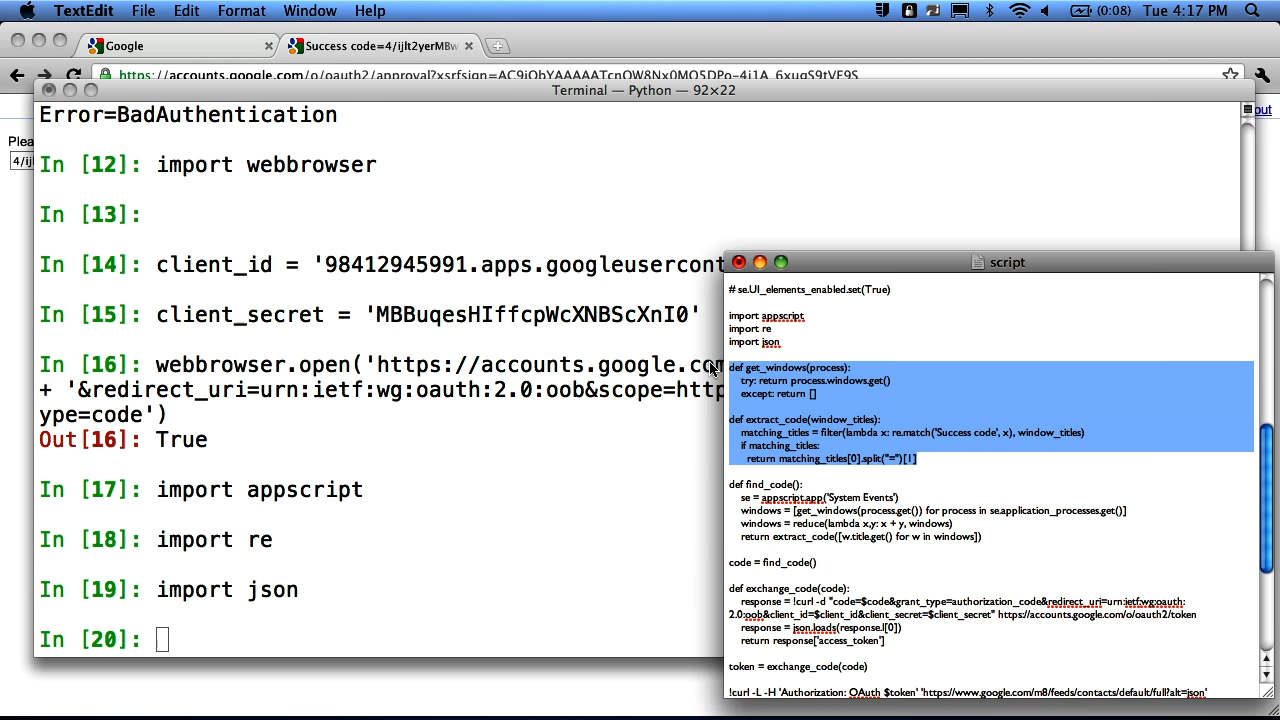 TextEdit File Edit Format Window Help (0:08) Tue 4:17 PM
Google Success code=4/ijlt2yerMBw
Terminal — Python — 92×22
out
Plea
4/ij
Error=BadAuthentication
In [12]: import webbrowser
In [13]:
In [14]: client_id = '98412945991.apps.googleusercont
In [15]: client_secret = 'MBBuqesHIffcpWcXNBScXnI0'
In [16]: webbrowser.open('https://accounts.google.com
+ '&redirect_uri=urn:ietf:wg:oauth:2.0:oob&scope=http
ype=code')
Out[16]: True
In [17]: import appscript
In [18]: import re
In [19]: import json
In [20]:
script
# se.UI_elements_enabled.set(True)
import appscript
import re
import json
def get_windows(process):
try: return process.windows.get()
except: return []
def extract_code(window_titles):
matching_titles = filter(lambda x: re.match('Success code', x), window_titles)
if matching_titles:
return matching_titles[0].split("=")[1]
def find_code():
se = appscript.app('System Events')
windows = [get_windows(process.get()) for process in se.application_processes.get()]
windows = reduce(lambda x,y: x + y, windows)
return extract_code([w.title.get() for w in windows])
code = find_code()
def exchange_code(code):
response = !curl -d "code=$code&grant_type=authorization_code&redirect_uri=urn:ietf:wg:oauth:
2.0:oob&client_id=$client_id&client_secret=$client_secret" https://accounts.google.com/o/oauth2/token
response = json.loads(response.l[0])
return response['access_token']
token = exchange_code(code)
!curl -L -H 'Authorization: OAuth $token' 'https://www.google.com/m8/feeds/contacts/default/full?alt=json'